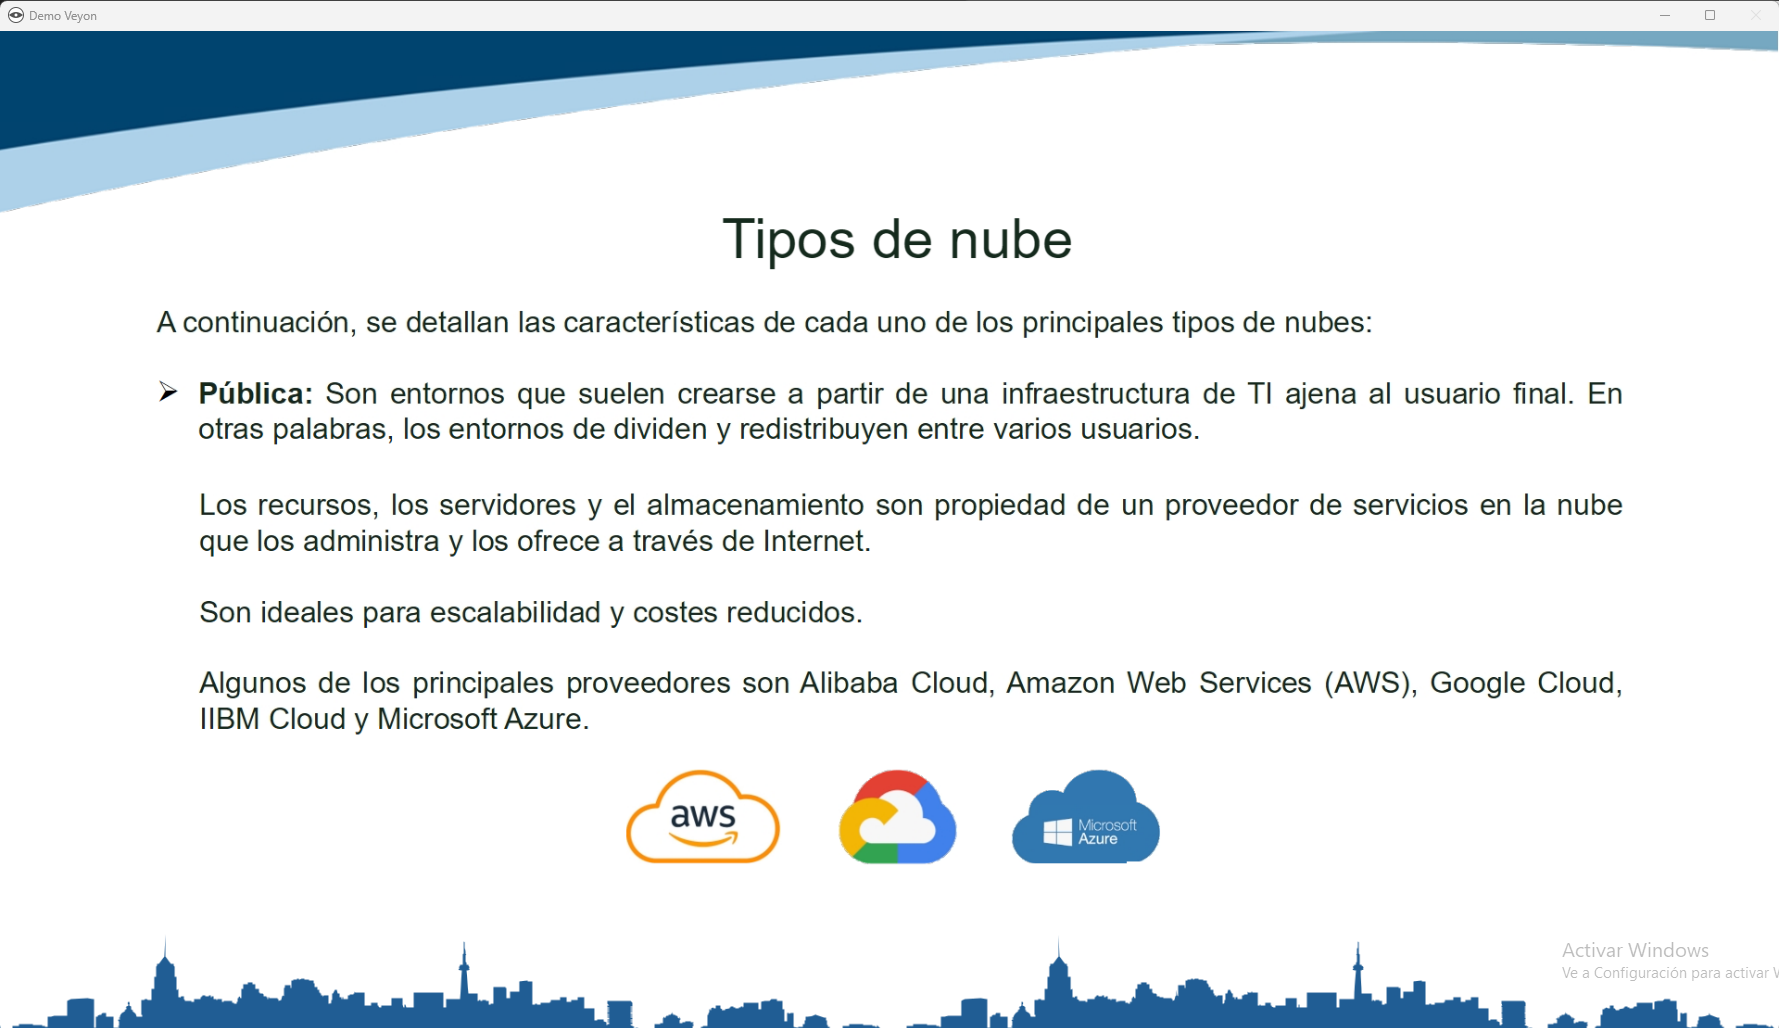 Demo Veyon
Tipos de nube
A continuación, se detallan las características de cada uno de los principales tipos de nubes:
Pública: Son entornos que suelen crearse a partir de una infraestructura de TI ajena al usuario final. En
otras palabras, los entornos de dividen y redistribuyen entre varios usuarios.
Los recursos, los servidores y el almacenamiento son propiedad de un proveedor de servicios en la nube
que los administra y los ofrece a través de Internet.
Son ideales para escalabilidad y costes reducidos.
Algunos de los principales proveedores son Alibaba Cloud, Amazon Web Services (AWS), Google Cloud,
IIBM Cloud y Microsoft Azure.
aws
Microsoft
Azure
Activar Windows
Ve a Configuración para activar W